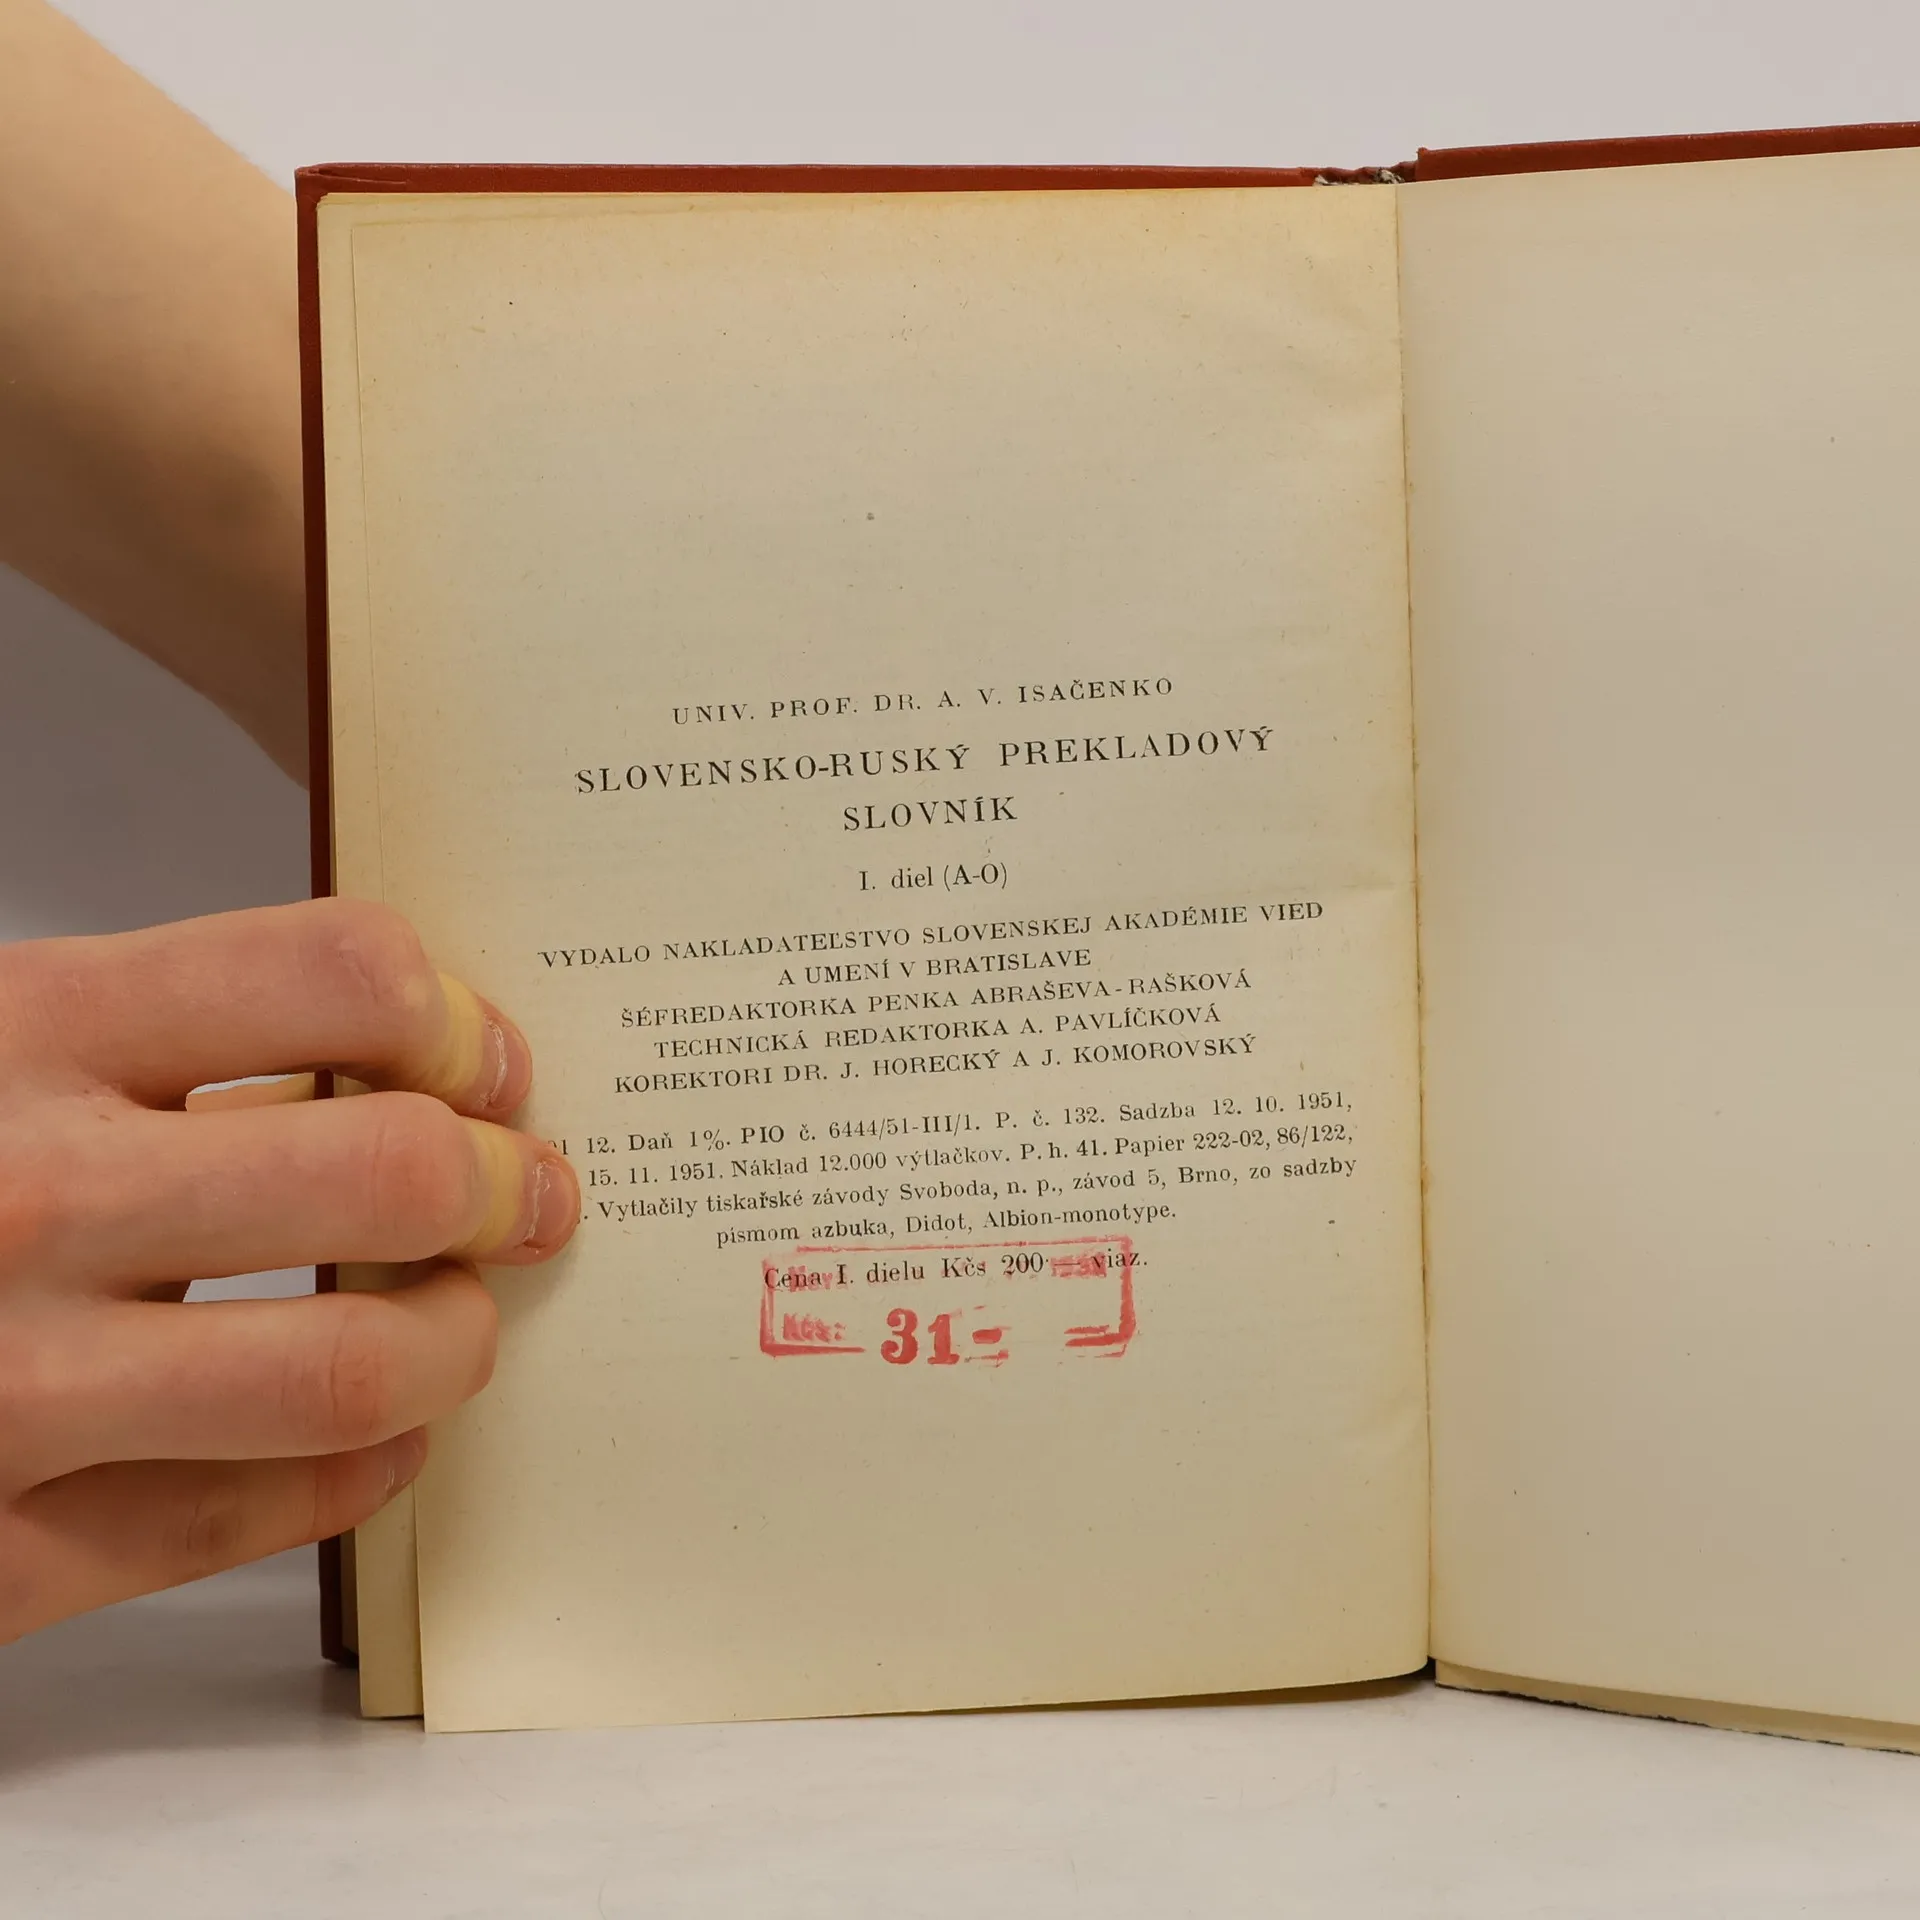 UNIV. PROF. DR. A. V. ISAČENKO
SLOVENSKO-RUSKÝ PREKLADOVÝ
SLOVNÍK
I. diel (A-O)
VYDALO NAKLADATEĽSTVO SLOVENSKEJ AKADÉMIE VIED
A UMENÍ V BRATISLAVE
ŠÉFREDAKTORKA PENKA ABRAŠEVA-RAŠKOVÁ
TECHNICKÁ REDAKTORKA A. PAVLÍČKOVÁ
KOREKTORI DR. J. HORECKÝ A J. KOMOROVSKÝ
12. Daň 1%. PIO č. 6444/51-III/1. P. č. 132. Sadzba 12. 10. 1951,
15. 11. 1951. Náklad 12.000 výtlačkov. P. h. 41. Papier 222-02, 86/122,
Vytlačily tiskařské závody Svoboda, n. p., závod 5, Brno, zo sadzby
písmom azbuka, Didot, Albion-monotype.
Cena I. dielu Kčs 200·— viaz.
Kčs: 31-